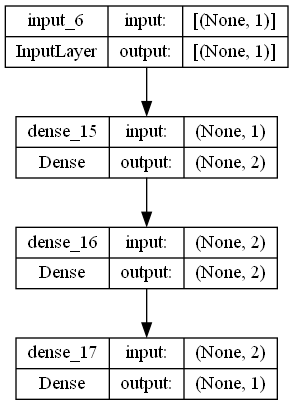 input_6 input: [(None, 1)]
InputLayer output: [(None, 1)]
dense_15 input: (None, 1)
Dense output: (None, 2)
dense_16 input: (None, 2)
Dense output: (None, 2)
dense_17 input: (None, 2)
Dense output: (None, 1)